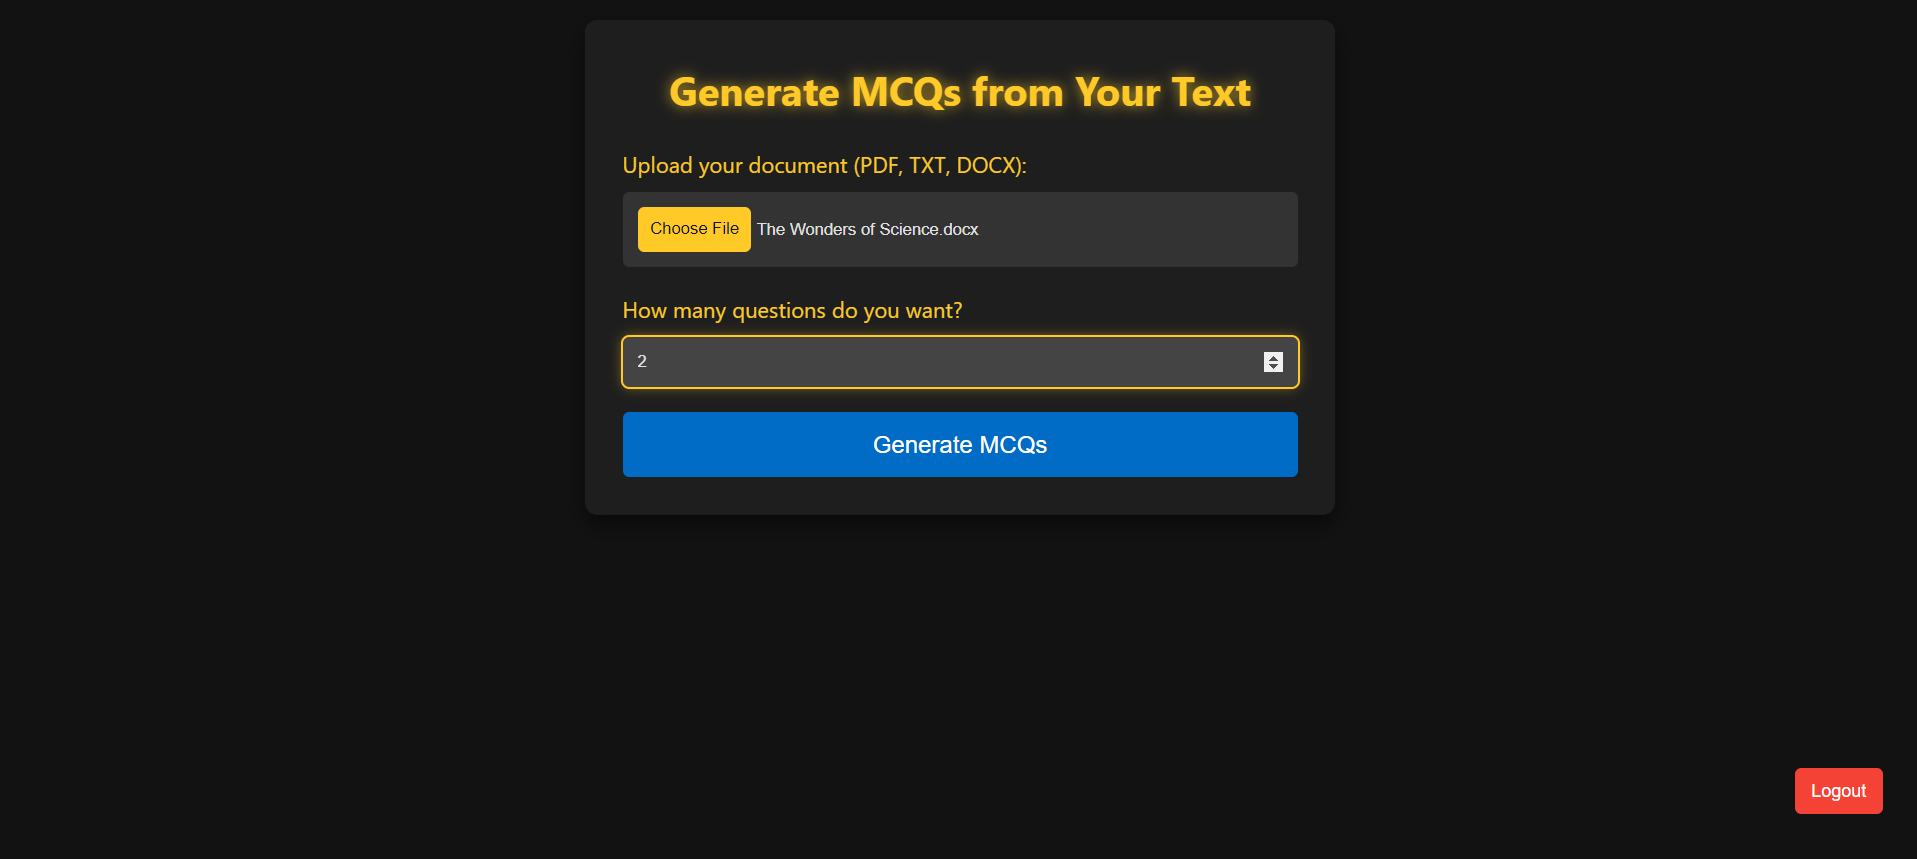 Generate MCQs from Your Text
Upload your document (PDF, TXT, DOCX):
Choose File The Wonders of Science.docx
How many questions do you want?
2
Generate MCQs
Logout